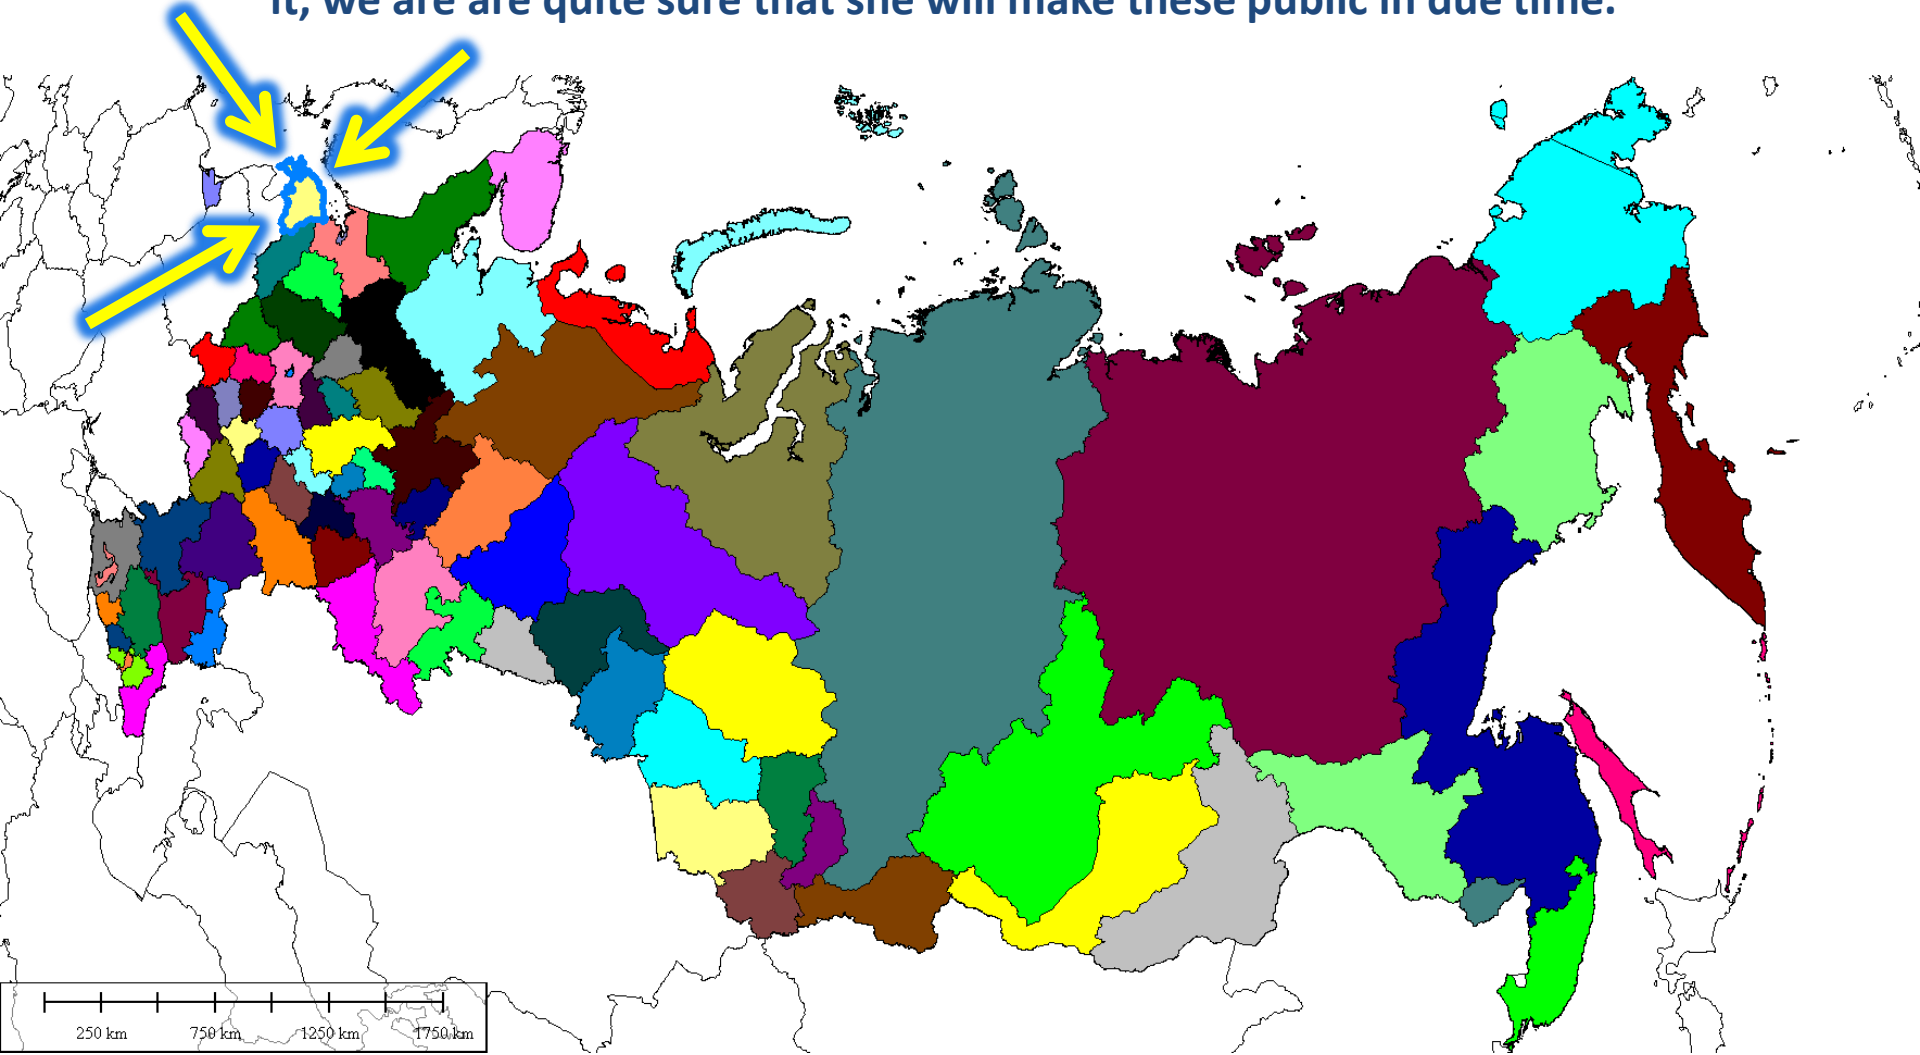 it, we are are quite sure that she will make these public in due time.
250 km 750 km 1250 km 1750 km